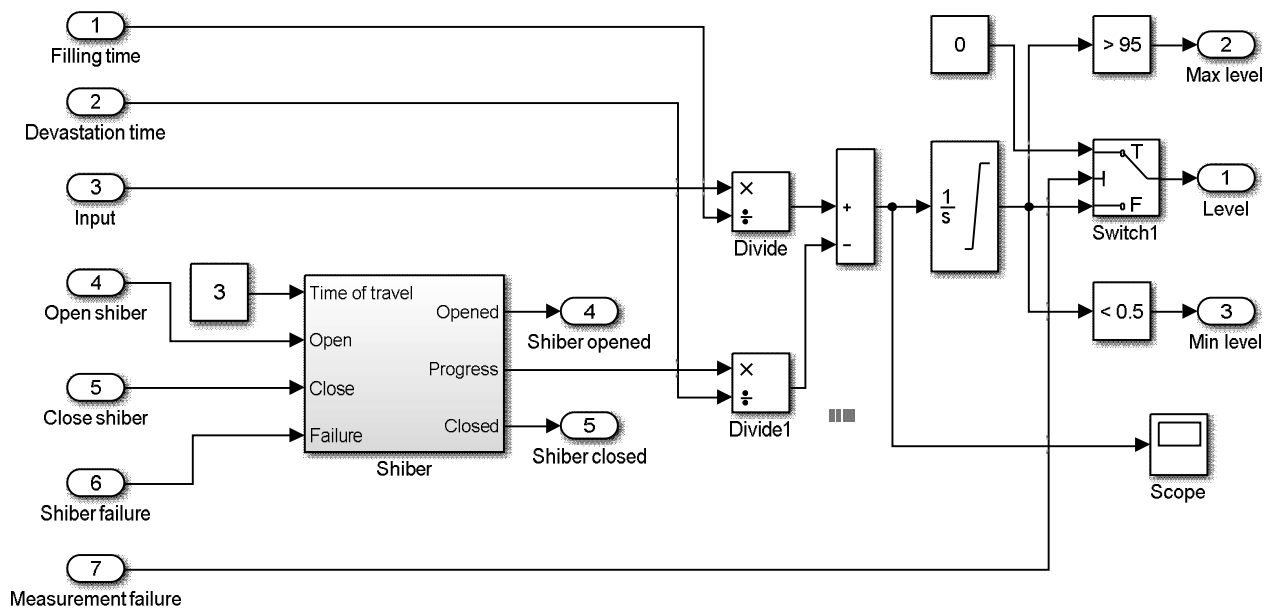 1
Filling time
2
Devastation time
3
Input
4
Open shiber
5
Close shiber
6
Shiber failure
7
Measurement failure
3
Time of travel
Open
Close
Failure
Opened
Progress
Closed
Shiber
4
Shiber opened
5
Shiber closed
×
÷
Divide
×
÷
Divide1
+
−
1
s
0
> 95
2
Max level
T
F
Switch1
1
Level
< 0.5
3
Min level
Scope